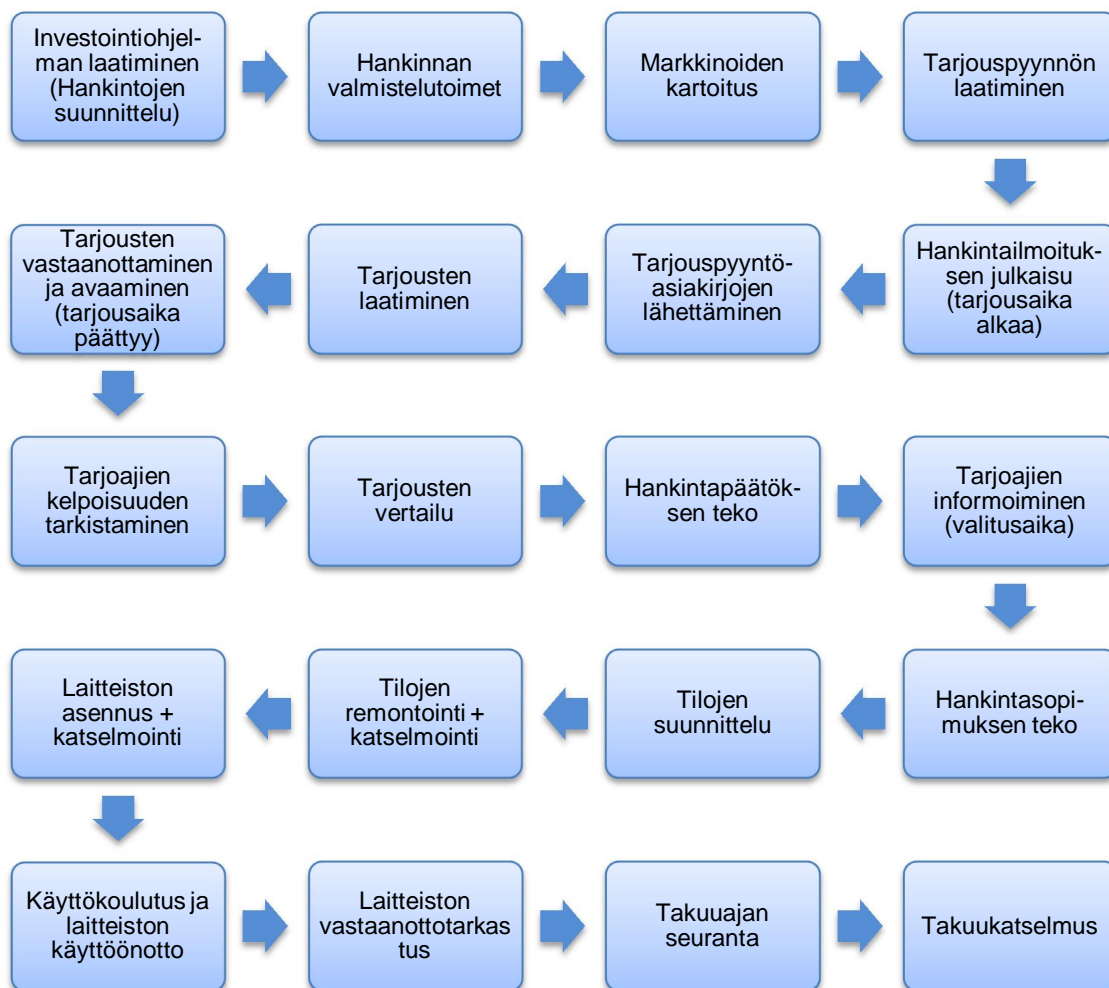 Investointiohjel-
man laatiminen
(Hankintojen
suunnittelu)
Hankinnan
valmistelutoimet
Markkinoiden
kartoitus
Tarjouspyynnön
laatiminen
Hankintailmoituk-
sen julkaisu
(tarjousaika
alkaa)
Tarjouspyyntö-
asiakirjojen
lähettäminen
Tarjousten
laatiminen
Tarjousten
vastaanottaminen
ja avaaminen
(tarjousaika
päättyy)
Tarjoajien
kelpoisuuden
tarkistaminen
Tarjousten
vertailu
Hankintapäätök-
sen teko
Tarjoajien
informoiminen
(valitusaika)
Hankintasopi-
muksen teko
Tilojen
suunnittelu
Tilojen
remontointi +
katselmointi
Laitteiston
asennus +
katselmointi
Käyttökoulutus ja
laitteiston
käyttöönotto
Laitteiston
vastaanottotarkas
tus
Takuuajan
seuranta
Takuukatselmus